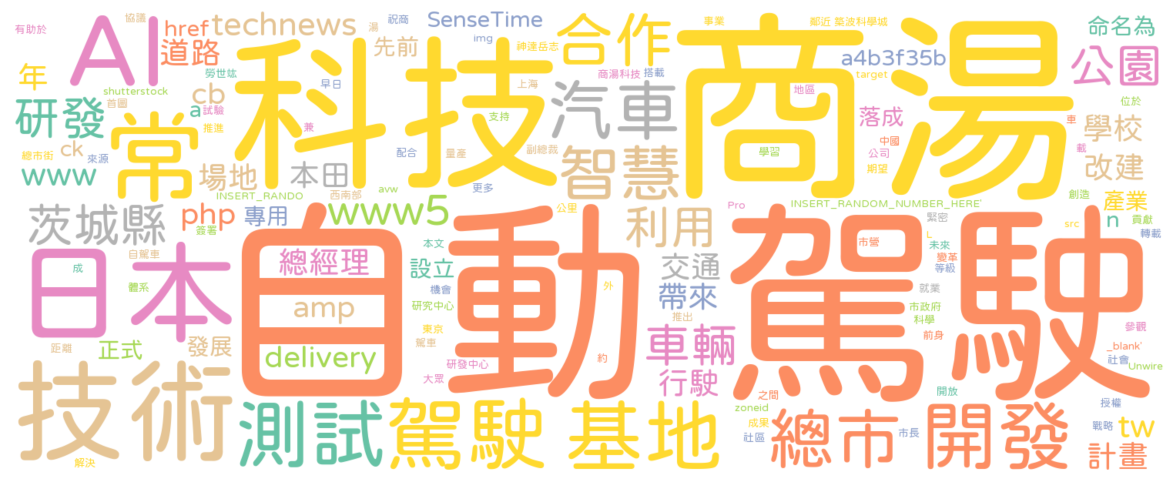 有助於
協議
祝商
SenseTime
鄰近 築波科學城
命名為
事業
AI
href
technews
湯
img
合作
商湯
道路
先前
神速岳志
a4b3f35b
公園
年
勞世竑
早日
科技
商湯科技
搭載
target
shutterstock
cb
上海
地區
研發
首圖
a
試驗
常
汽車
支持
落成
位於
推進
兼
總市街
ck
配合
量產
副總裁
學習
中國
車
學校
來源
場地
本田
智慧
公司
載
改建
www
更多
期望
INSERT_RANDO
西南部
avw
INSERT_RANDOM_NUMBER_HERE'
創造
產業
茨城縣
php
專用
www5
公里
利用
Pro
緊密
n
貢獻
簽署
src
轉載
自駕車
總經理
本文
交通
市營
未來
參觀
日本
自動
駕駛
成
設立
變革
等級
體系
機會
帶來
就業
amp
研究中心
外
推出
市政府
科學
東京
前身
距離
正式
發展
駕車
車輛
_blank'
delivery
研發中心
約
社會
Unwire
大眾
行駛
之間
開放
技術
測試
駕駛
基地
zoneid
授權
成果
總市
開發
tw
戰略
社區
市長
計畫
解決